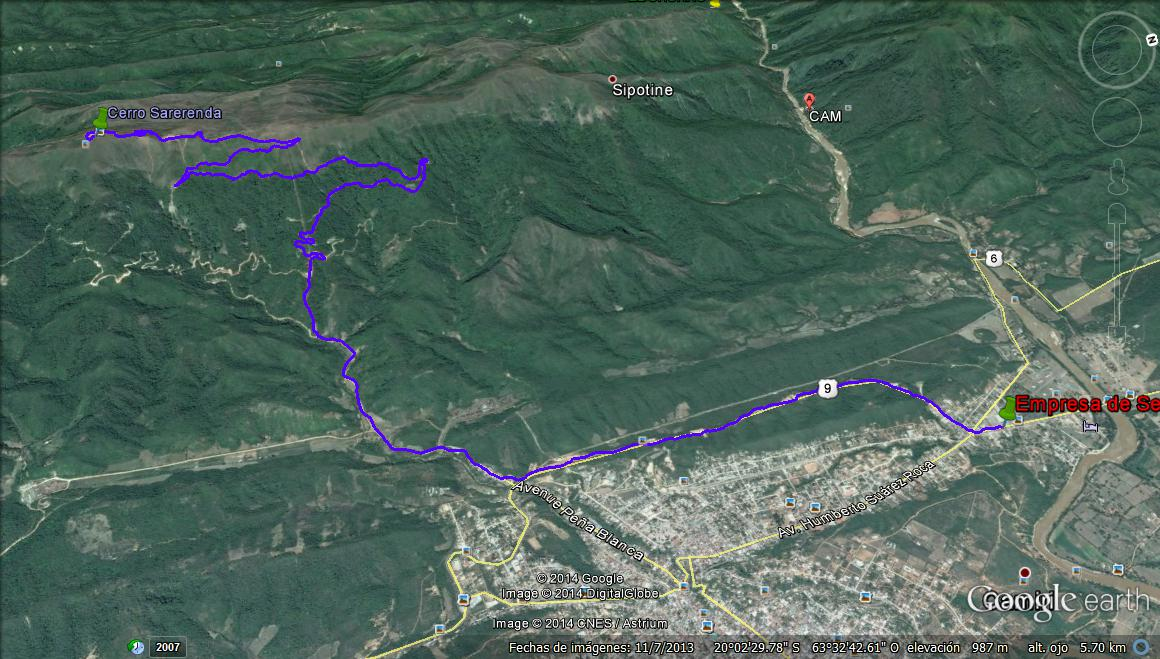 Sipotine
Cerro Sarerenda
CAM
N
6
9
Empresa de Se
Avenue Peña Blanca
Av. Humberto Suárez Roca
© 2014 Google
Image © 2014 DigitalGlobe
Image © 2014 CNES / Astrium
Google earth
2007
Fechas de imágenes: 11/7/2013 20°02'29.78" S 63°32'42.61" O elevación 987 m alt. ojo 5.70 km